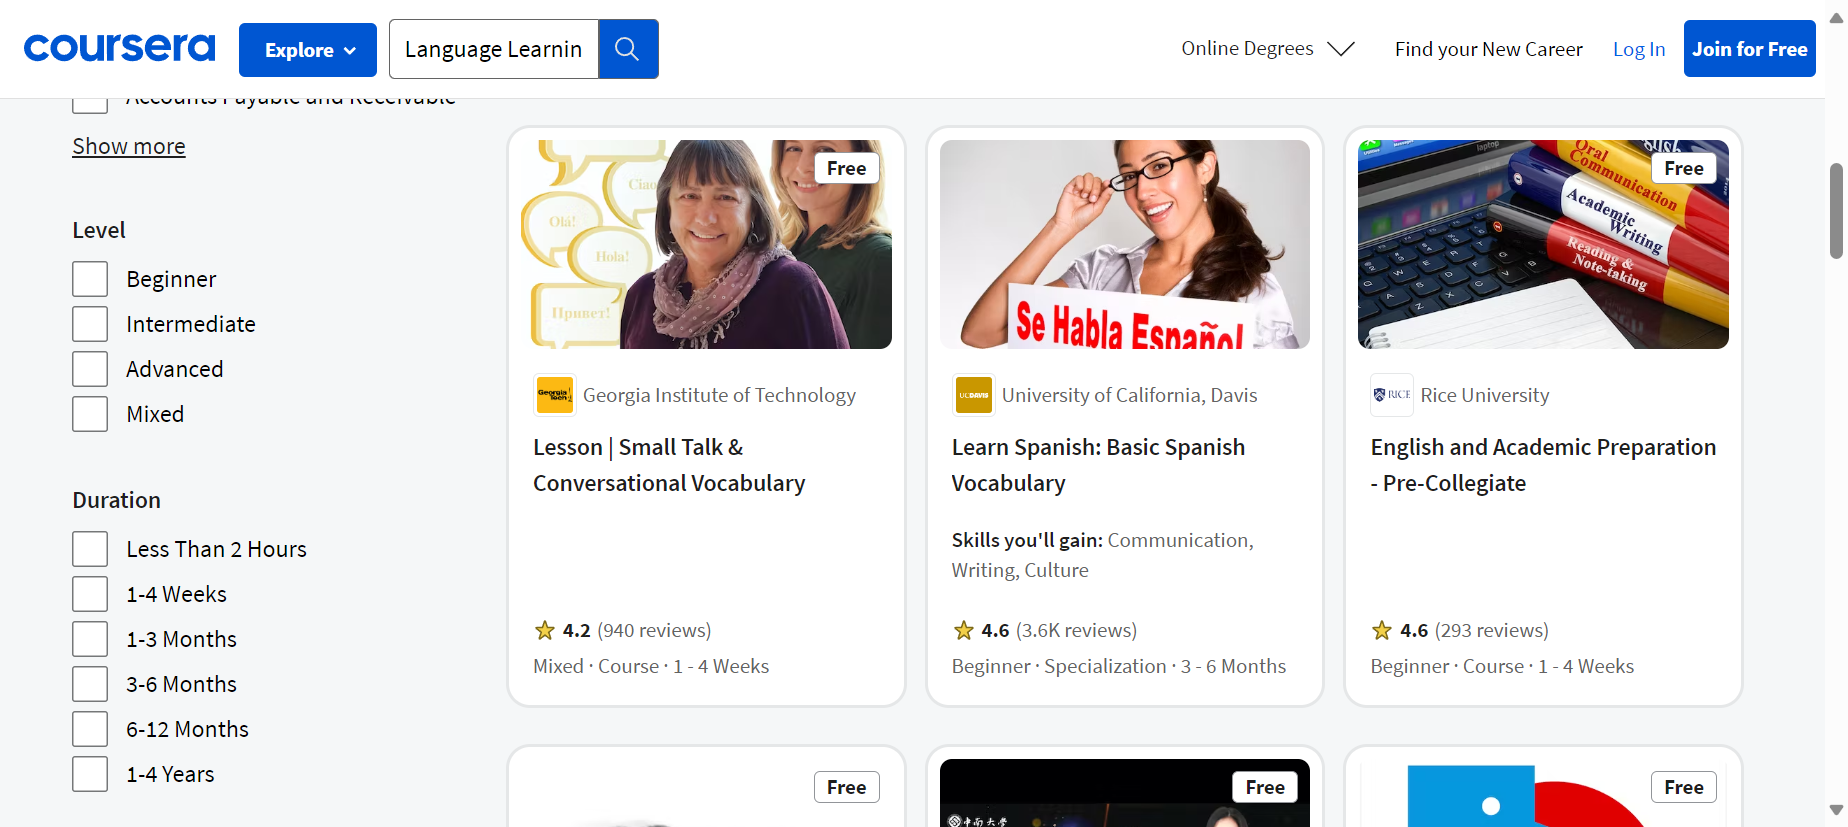 coursera
Explore
Language Learnin
Online Degrees
Find your New Career
Log In
Join for Free
Accounts Payable and Receivable
Show more
Level
Beginner
Intermediate
Advanced
Mixed
Duration
Less Than 2 Hours
1-4 Weeks
1-3 Months
3-6 Months
6-12 Months
1-4 Years
Ciao
Olá!
Hola!
Привет!
Free
Georgia Tech
Georgia Institute of Technology
Lesson | Small Talk &
Conversational Vocabulary
4.2 (940 reviews)
Mixed · Course · 1 - 4 Weeks
Se Habla Español
UCDAVIS
University of California, Davis
Learn Spanish: Basic Spanish
Vocabulary
Skills you'll gain: Communication,
Writing, Culture
4.6 (3.6K reviews)
Beginner · Specialization · 3 - 6 Months
laptop
Oral
Communication
Academic
Writing
Reading &
Note-taking
Free
RICE
Rice University
English and Academic Preparation
- Pre-Collegiate
4.6 (293 reviews)
Beginner · Course · 1 - 4 Weeks
Free
中南大学
Free
Free